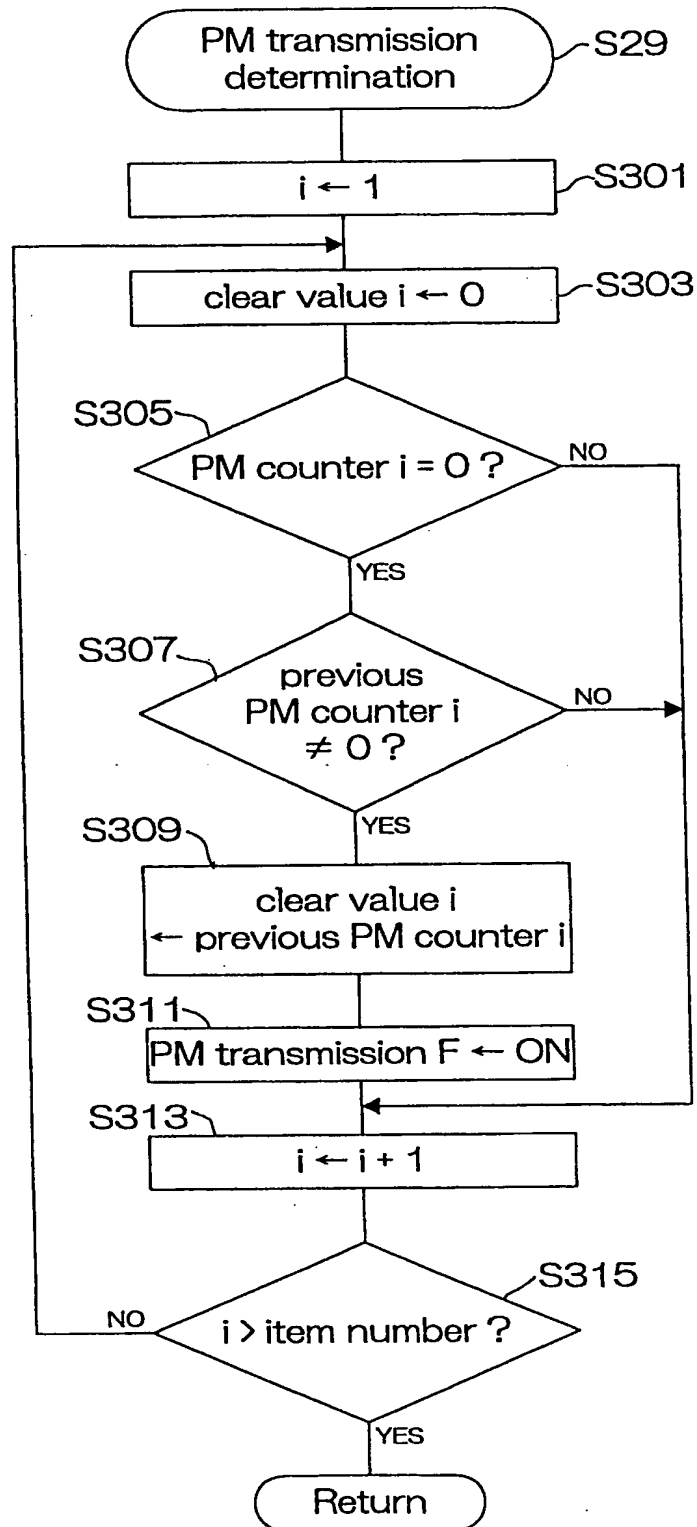 PM transmission
determination
S29
i ← 1
S301
clear value i ← 0
S303
S305
PM counter i = 0 ?
NO
YES
S307
previous
PM counter i
≠ 0 ?
NO
YES
S309
clear value i
← previous PM counter i
S311
PM transmission F ← ON
S313
i ← i + 1
S315
i > item number ?
NO
YES
Return